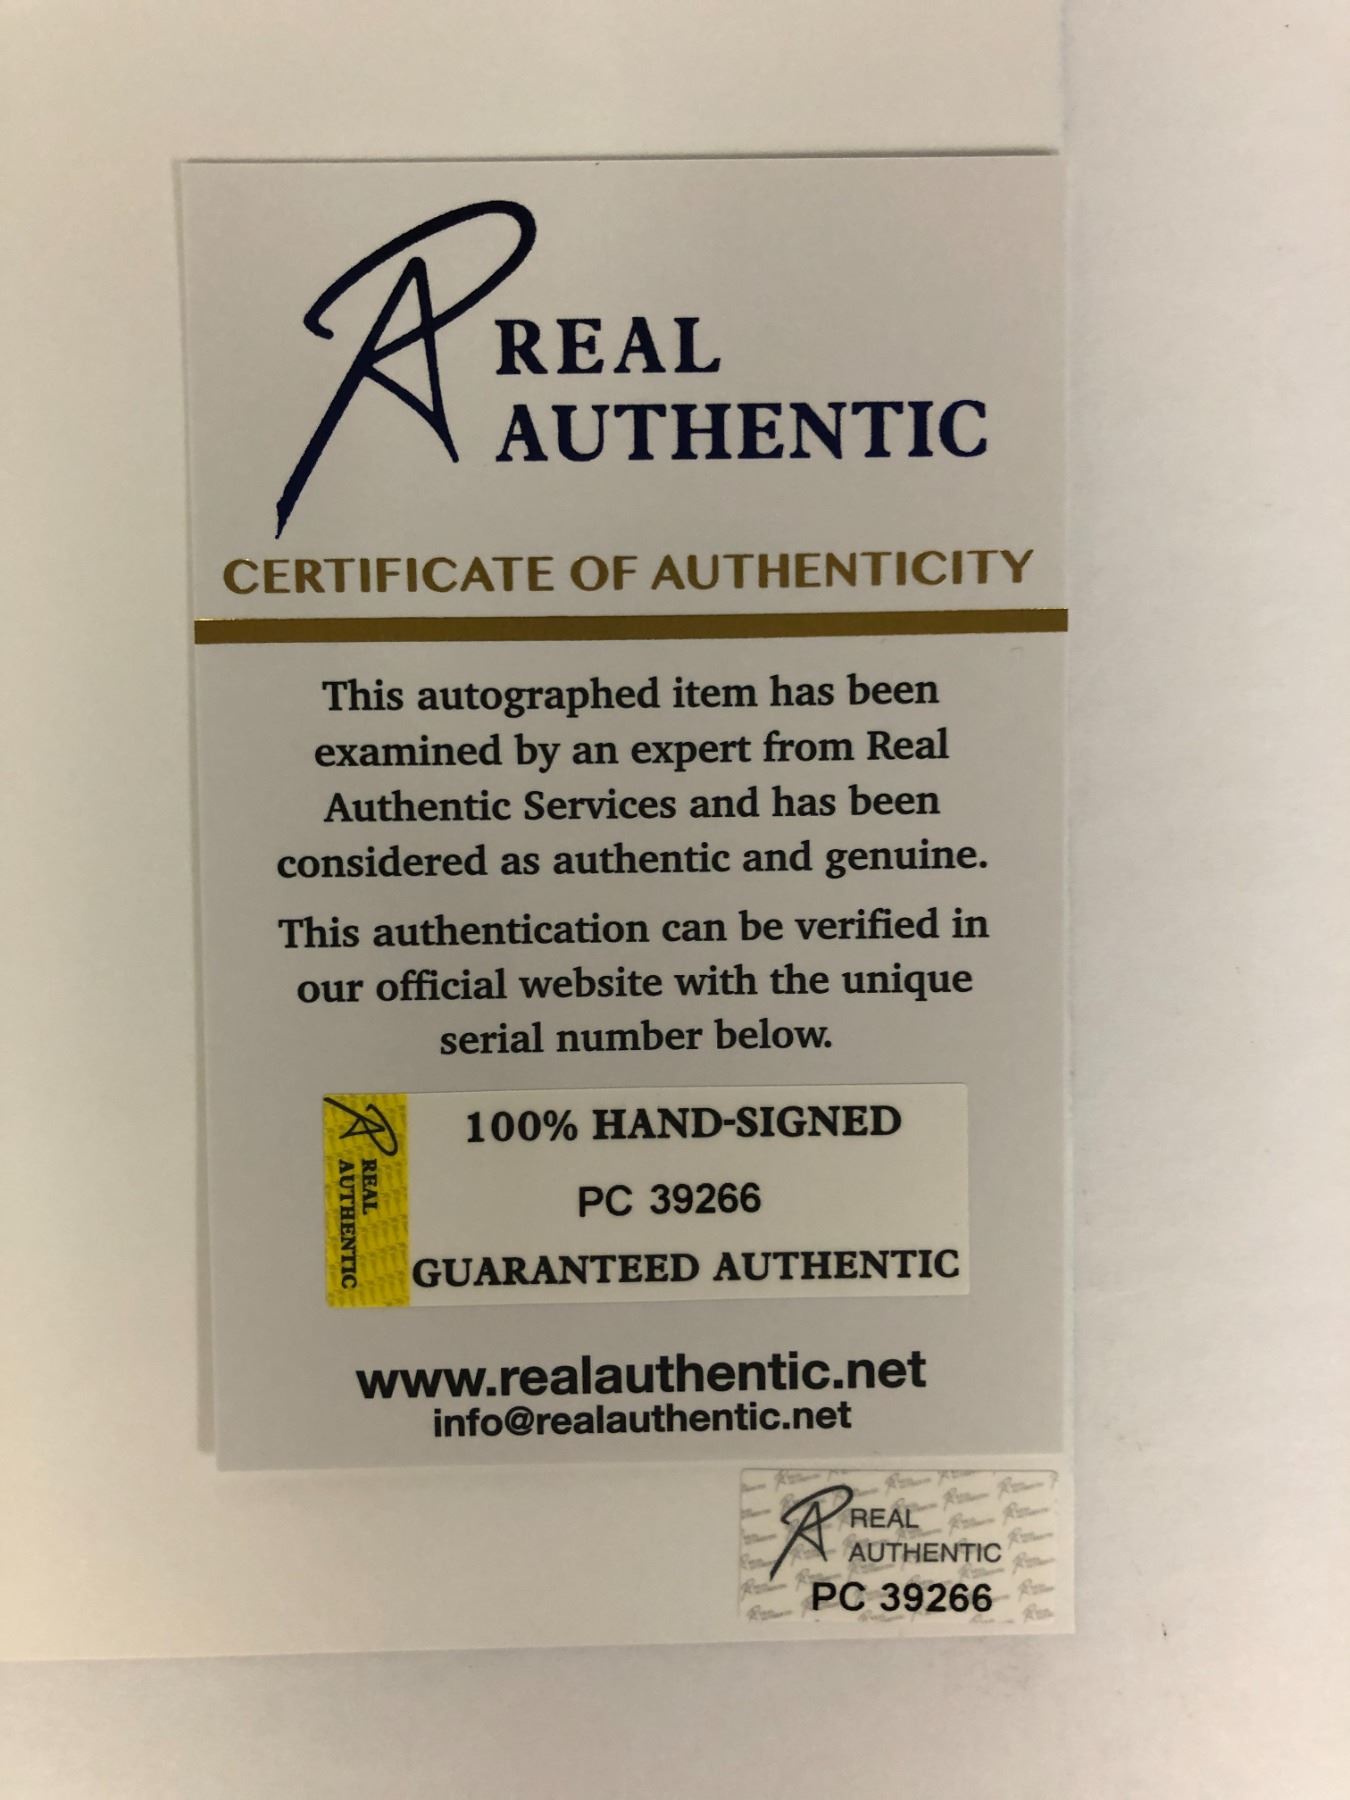 REAL
AUTHENTIC
CERTIFICATE OF AUTHENTICITY
This autographed item has been
examined by an expert from Real
Authentic Services and has been
considered as authentic and genuine.
This authentication can be verified in
our official website with the unique
serial number below.
REAL
AUTHENTIC
100% HAND-SIGNED
PC 39266
GUARANTEED AUTHENTIC
www.realauthentic.net
info@realauthentic.net
REAL
AUTHENTIC
PC 39266